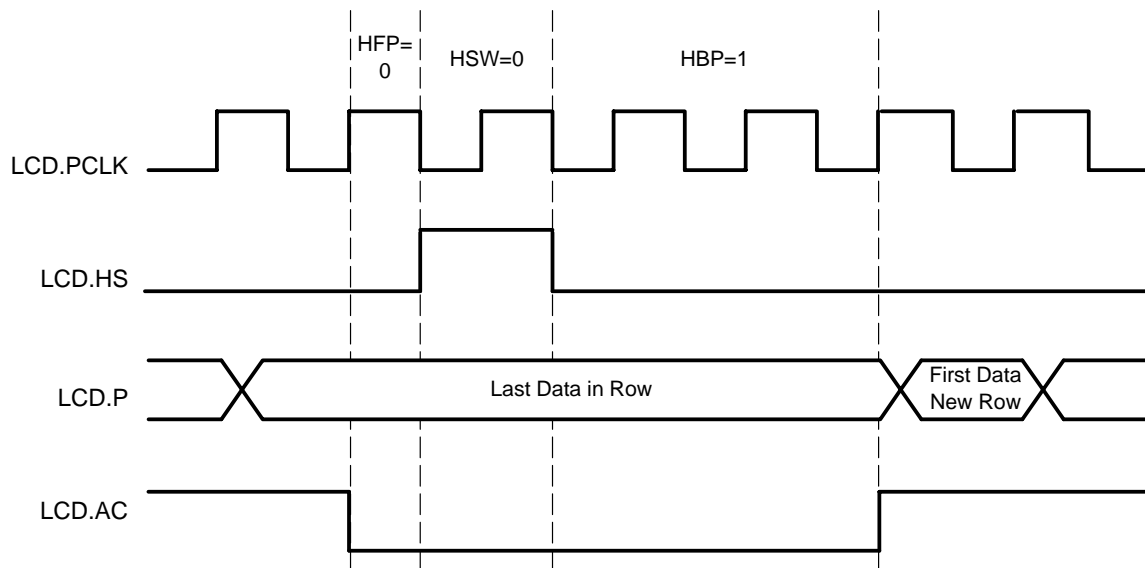 HFP=
0
HSW=0
HBP=1
LCD.PCLK
LCD.HS
LCD.P
Last Data in Row
First Data
New Row
LCD.AC